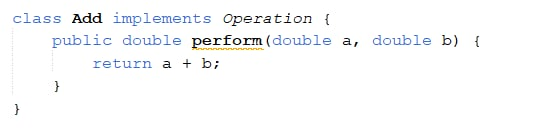 class Add implements Operation {
    public double perform(double a, double b) {
        return a + b;
    }
}